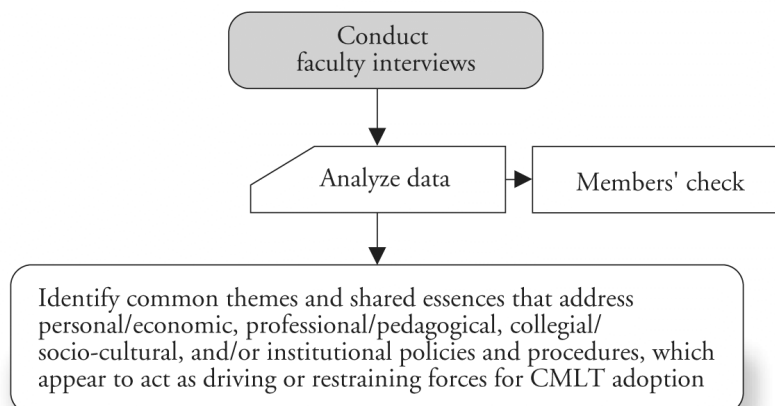 Conduct
faculty interviews
Analyze data
Members' check
Identify common themes and shared essences that address
personal/economic, professional/pedagogical, collegial/
socio-cultural, and/or institutional policies and procedures, which
appear to act as driving or restraining forces for CMLT adoption